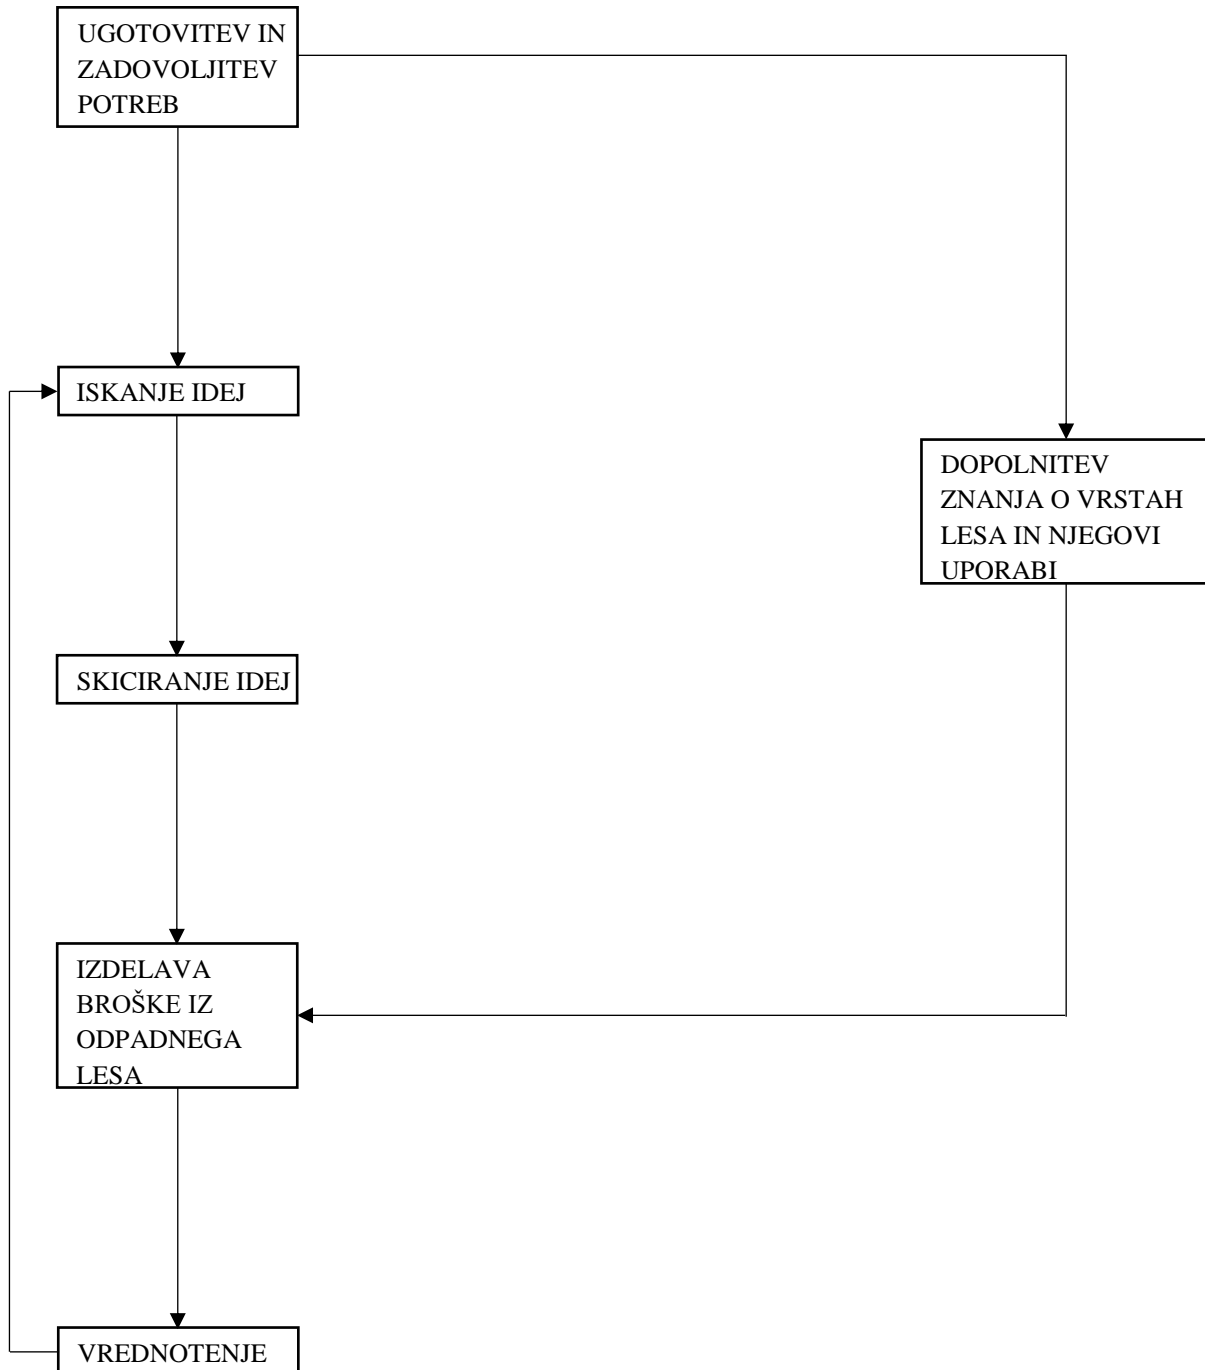 UGOTOVITEV IN
ZADOVOLJITEV
POTREB
ISKANJE IDEJ
DOPOLNITEV
ZNANJA O VRSTAH
LESA IN NJEGOVI
UPORABI
SKICIRANJE IDEJ
IZDELAVA
BROŠKE IZ
ODPADNEGA
LESA
VREDNOTENJE